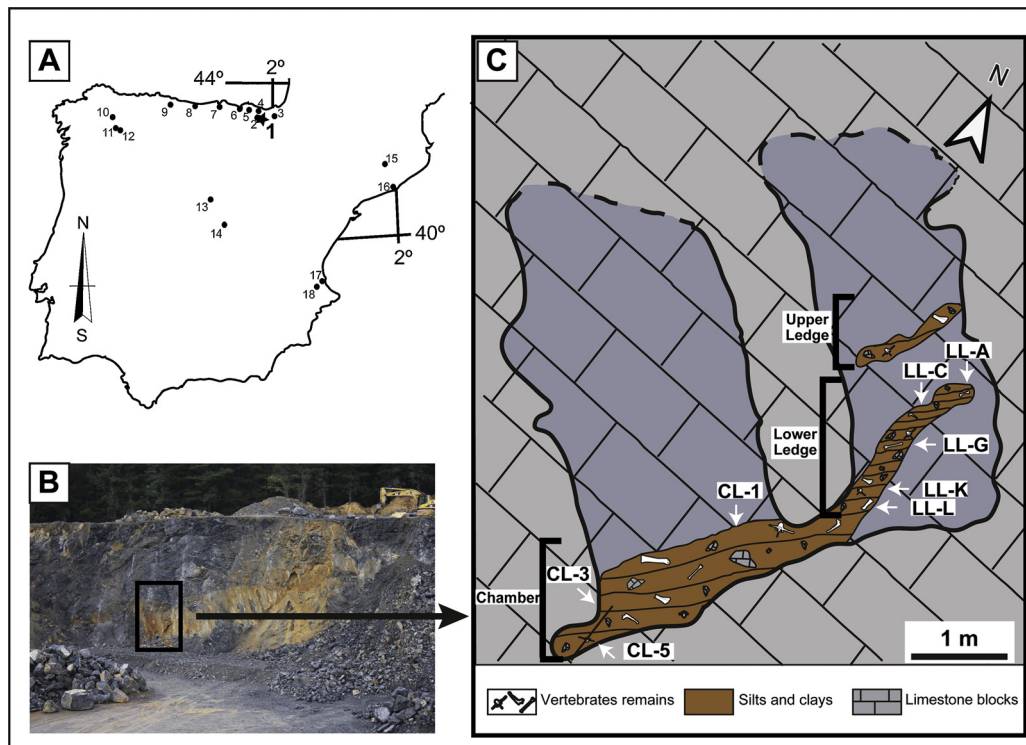 A
44º
2º
1
2
3
4
5
6
7
8
9
10
11
12
13
14
15
16
40º
2º
17
18
N
S
B
C
N
Upper
Ledge
LL-A
LL-C
Lower
Ledge
LL-G
LL-K
LL-L
CL-1
CL-3
Chamber
CL-5
1 m
Vertebrates remains
Silts and clays
Limestone blocks